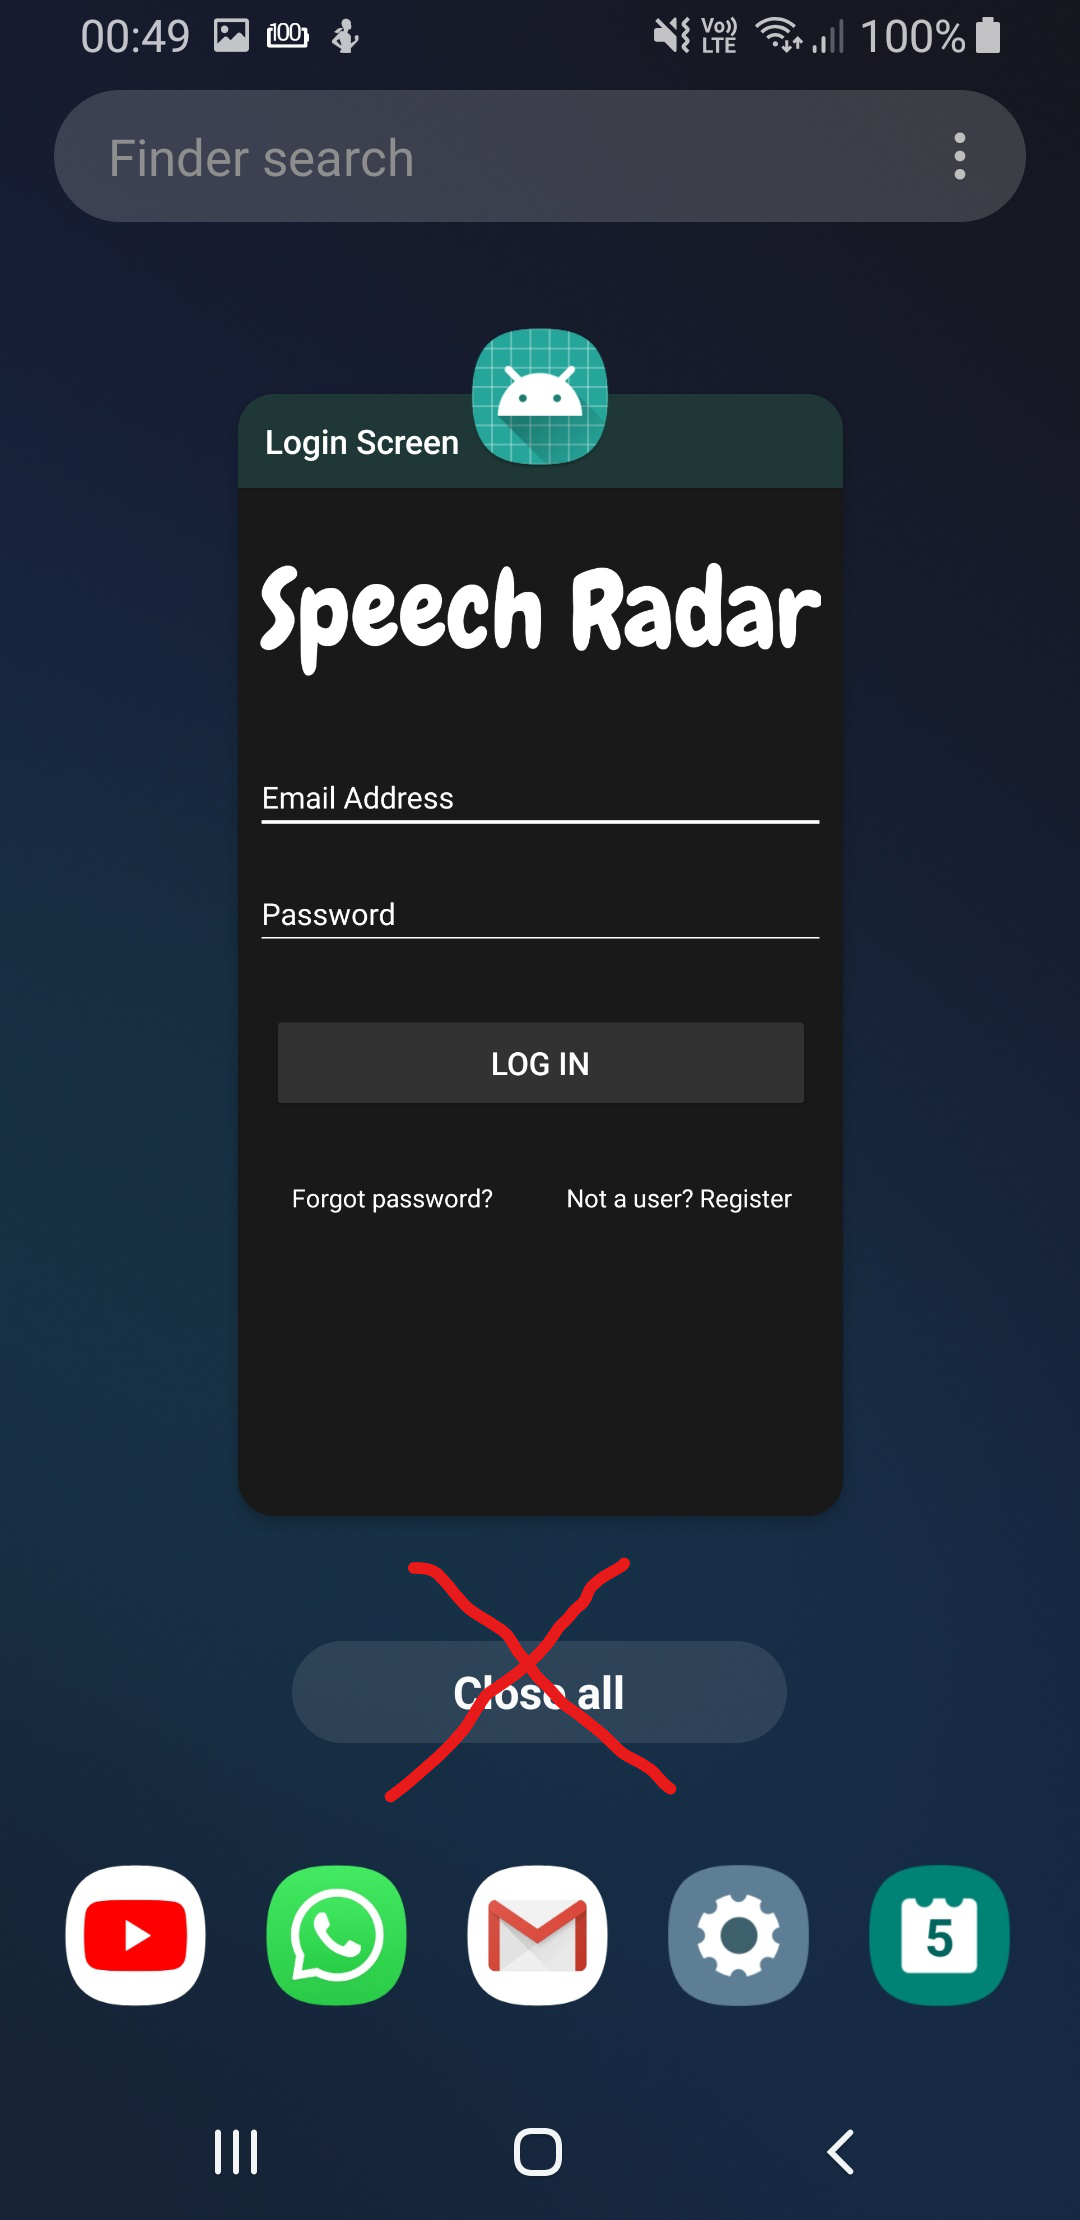 00:49 100 Vo)) LTE 100%
Finder search
Login Screen
Speech Radar
Email Address
Password
LOG IN
Forgot password? Not a user? Register
Close all
5